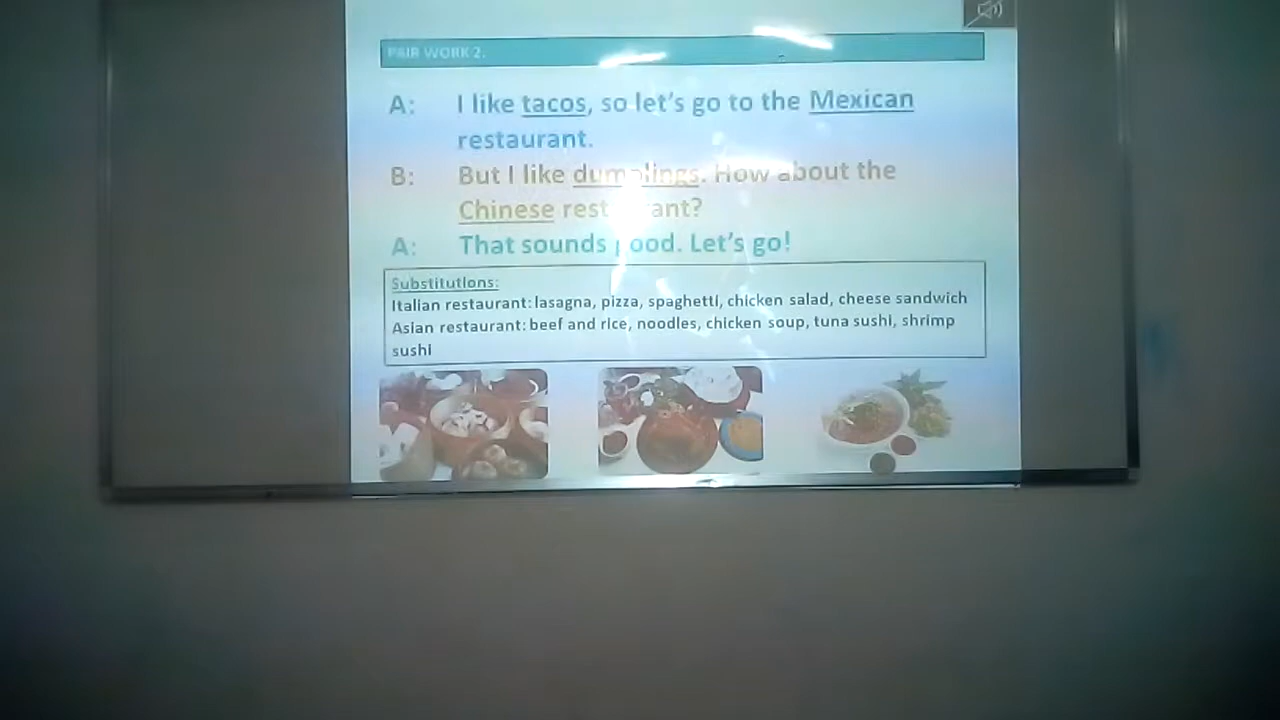 PAIR WORK 2.
A: I like tacos, so let's go to the Mexican
restaurant.
B: But I like dumplings. How about the
Chinese restaurant?
A: That sounds good. Let's go!
Substitutions:
Italian restaurant: lasagna, pizza, spaghetti, chicken salad, cheese sandwich
Asian restaurant: beef and rice, noodles, chicken soup, tuna sushi, shrimp
sushi